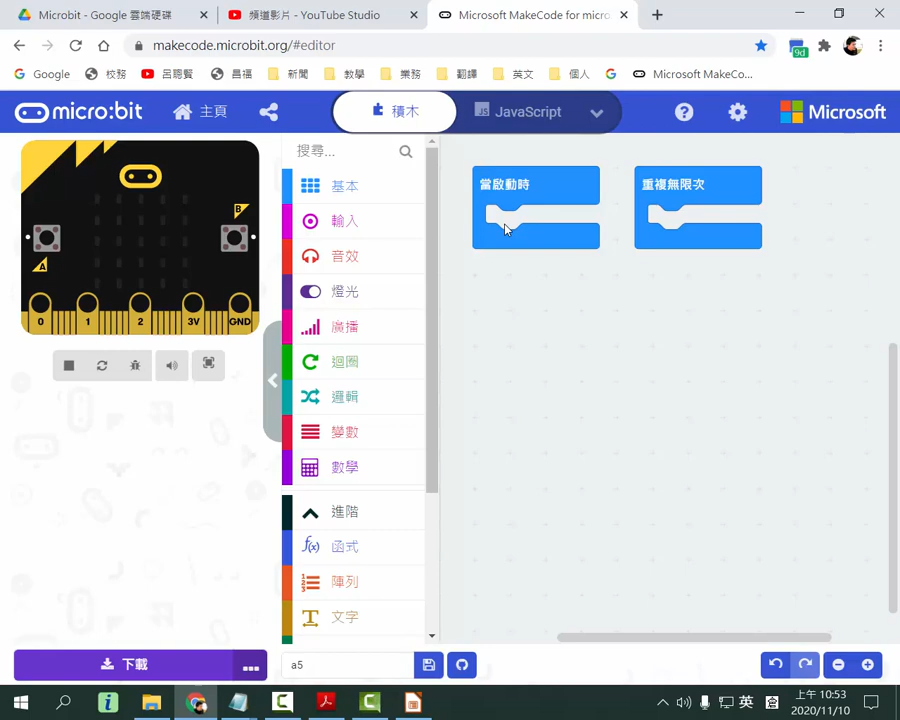 Microbit - Google 雲端硬碟
頻道影片 - YouTube Studio
Microsoft MakeCode for micro
makecode.microbit.org/#editor
9d
Google
校務
呂聰賢
昌福
新聞
教學
業務
翻譯
英文
個人
Microsoft MakeCo...
micro:bit
主頁
積木
JavaScript
Microsoft
B
A
0
1
2
3V
GND
搜尋...
基本
輸入
音效
燈光
廣播
迴圈
邏輯
變數
數學
進階
函式
陣列
文字
當啟動時
重複無限次
下載
a5
英
上午 10:53
2020/11/10